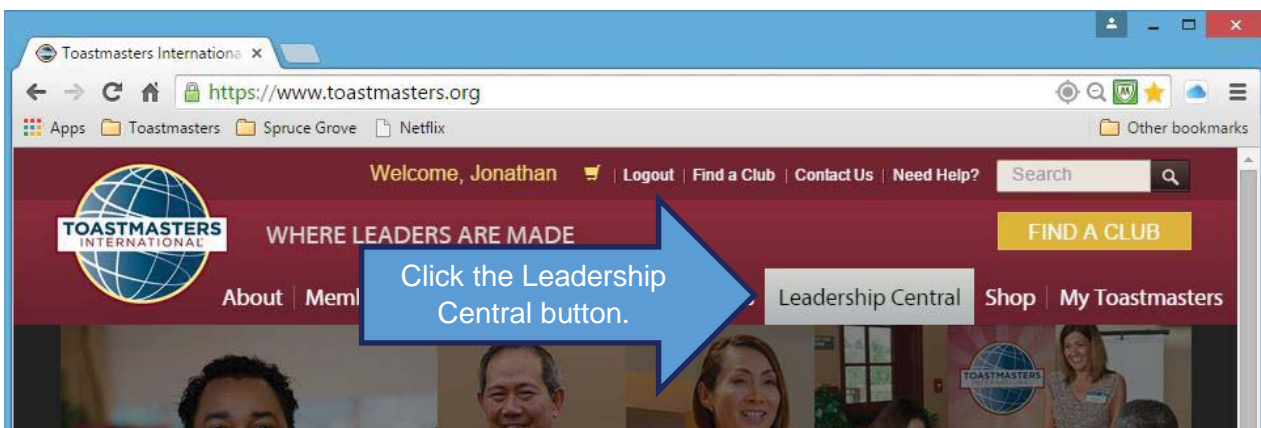 Toastmasters Internationa
https://www.toastmasters.org
Apps Toastmasters Spruce Grove Netflix Other bookmarks
Welcome, Jonathan | Logout | Find a Club | Contact Us | Need Help? Search
TOASTMASTERS
INTERNATIONAL
WHERE LEADERS ARE MADE
FIND A CLUB
Click the Leadership
Central button.
About Leadership Central Shop My Toastmasters
TOASTMASTERS